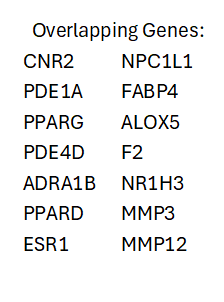 Overlapping Genes:
CNR2 NPC1L1
PDE1A FABP4
PPARG ALOX5
PDE4D F2
ADRA1B NR1H3
PPARD MMP3
ESR1 MMP12